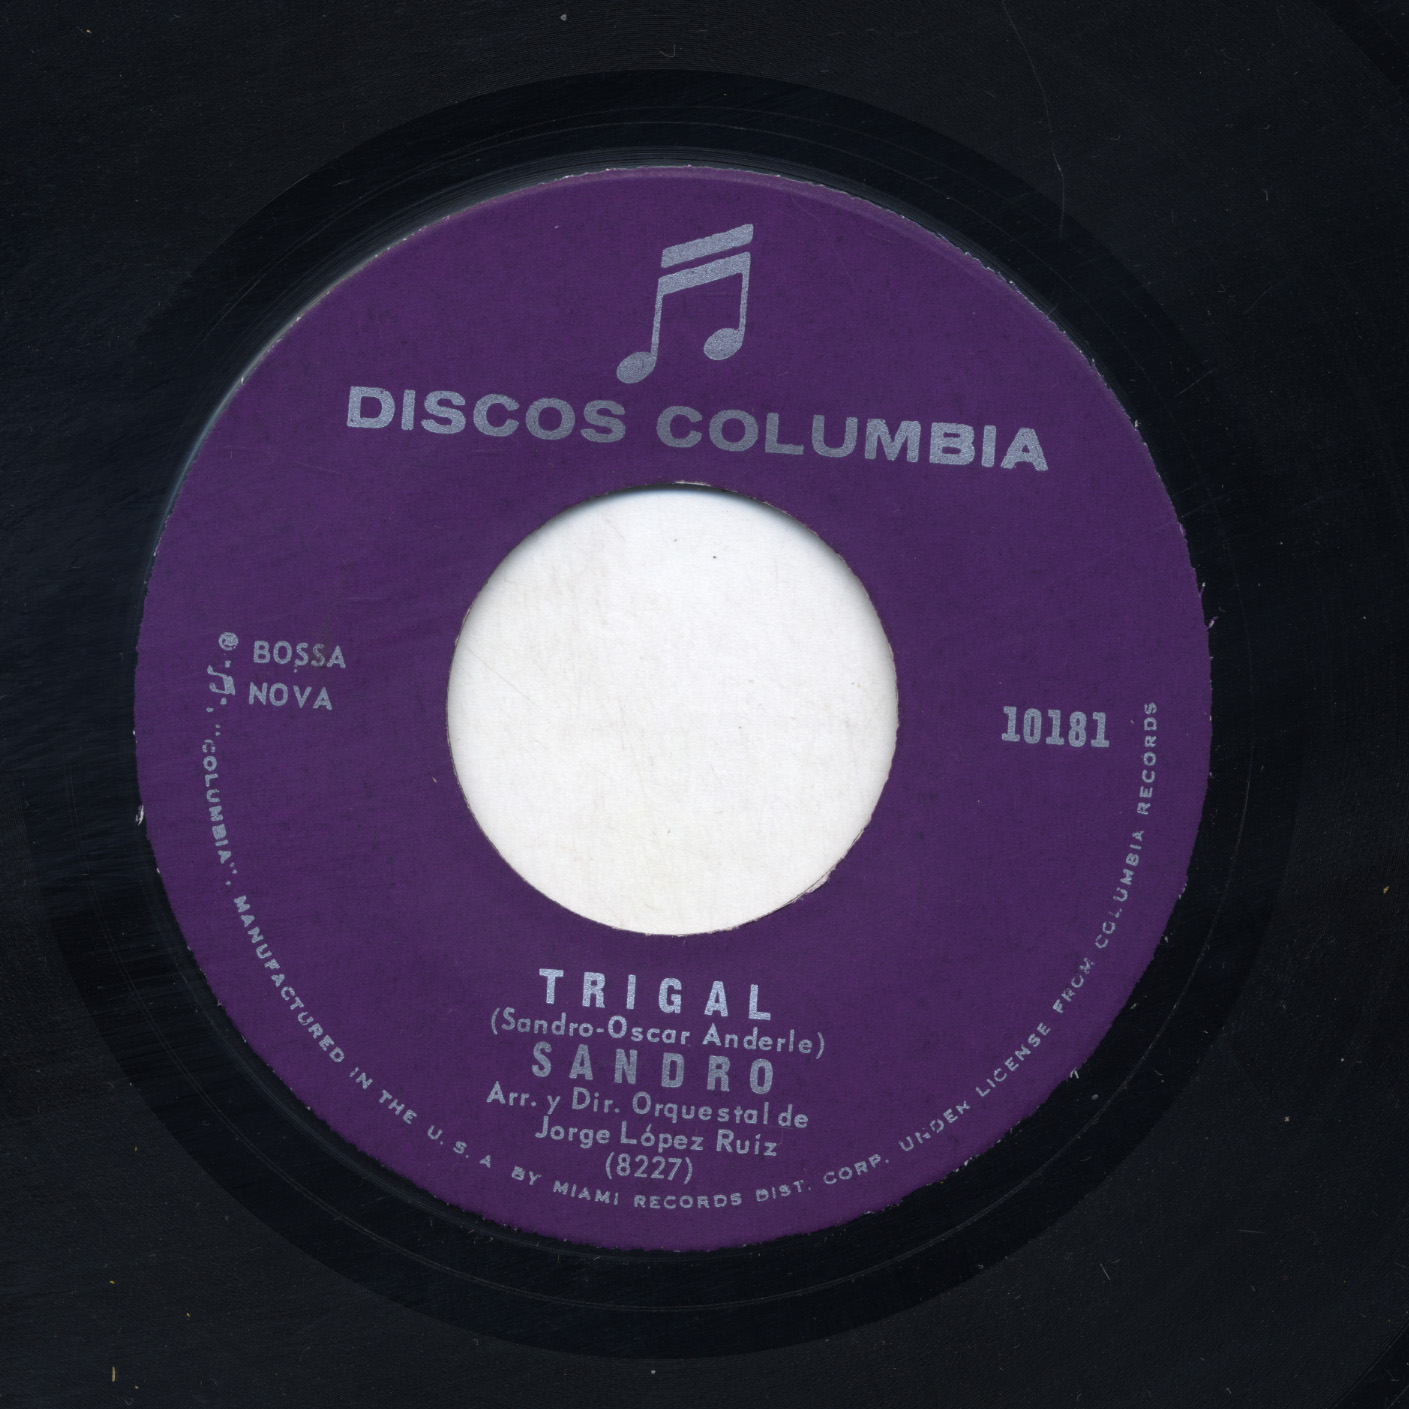 DISCOS COLUMBIA
BOSSA
NOVA
10181
TRIGAL
(Sandro-Oscar Anderle)
SANDRO
Arr. y Dir. Orquestal de
Jorge López Ruiz
(8227)
® "♫", "COLUMBIA", MANUFACTURED IN THE U.S.A BY MIAMI RECORDS DIST. CORP. UNDER LICENSE FROM COLUMBIA RECORDS